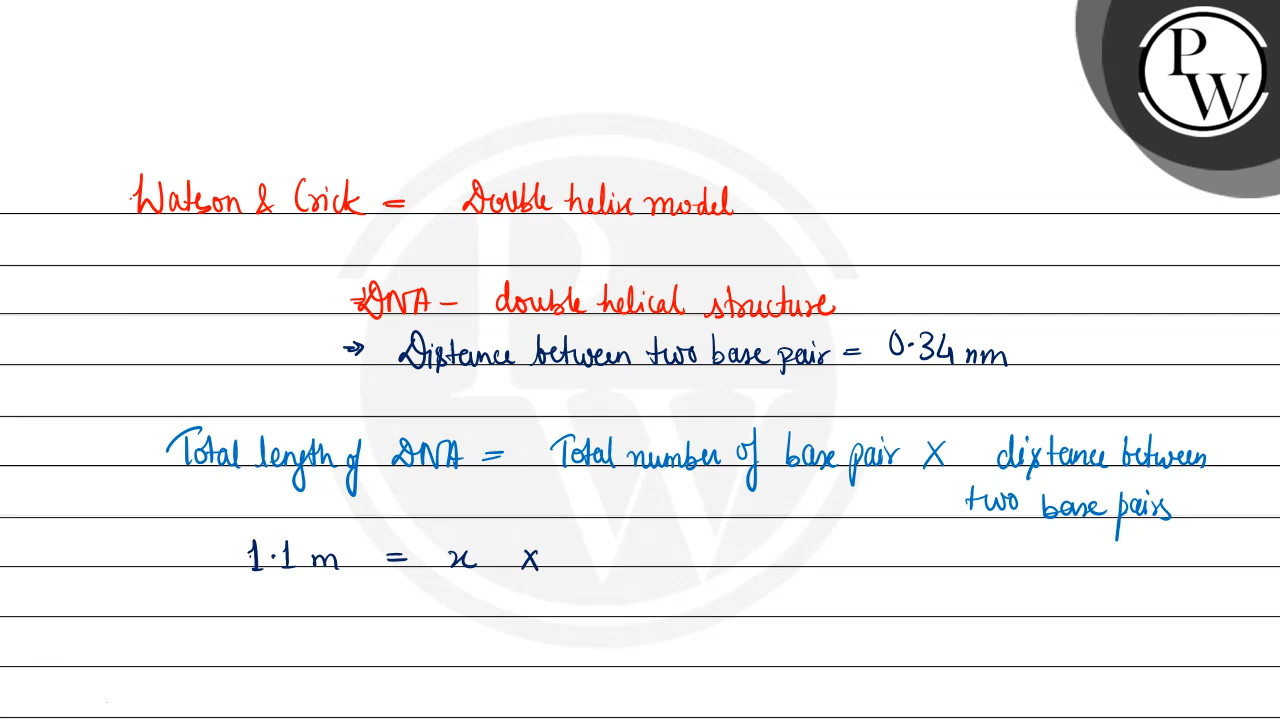 PW
Watson & Crick = Double helix model
⇒ DNA - double helical structure
⇒ Distance between two base pair = 0.34 nm
Total length of DNA = Total number of base pair × distance between
two base pairs
1.1 m = x ×